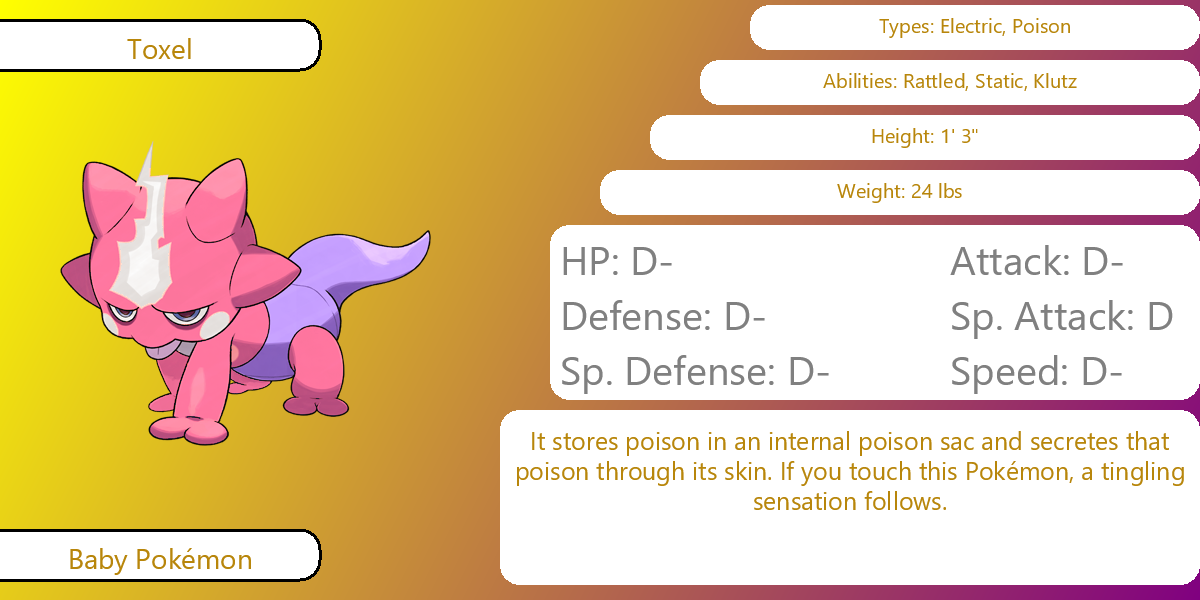 Toxel
Types: Electric, Poison
Abilities: Rattled, Static, Klutz
Height: 1' 3"
Weight: 24 lbs
HP: D-
Attack: D-
Defense: D-
Sp. Attack: D
Sp. Defense: D-
Speed: D-
It stores poison in an internal poison sac and secretes that
poison through its skin. If you touch this Pokémon, a tingling
sensation follows.
Baby Pokémon